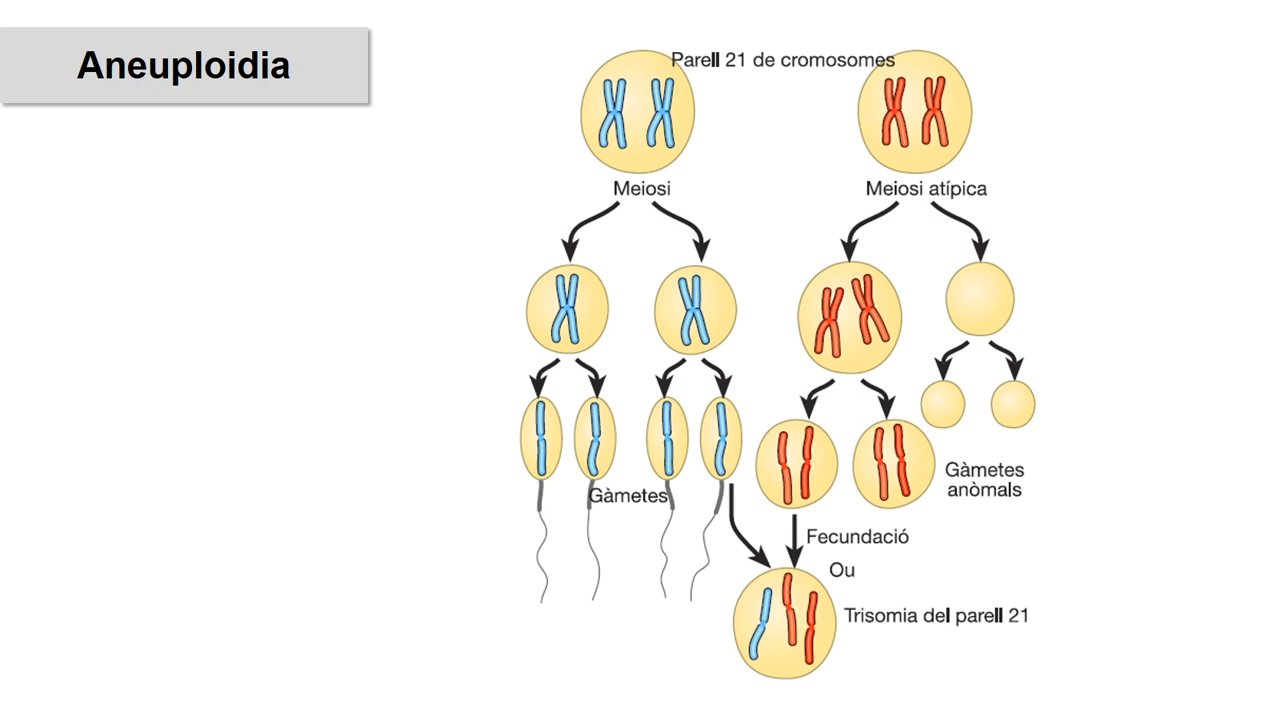 Aneuploidia
Parell 21 de cromosomes
Meiosi
Meiosi atípica
Gàmetes
Gàmetes
anòmals
Fecundació
Ou
Trisomia del parell 21